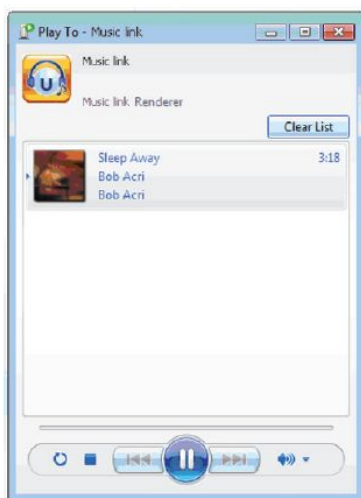 Play To - Music link
Music link
U
Music link Renderer
Clear List
Sleep Away 3:18
Bob Acri
Bob Acri